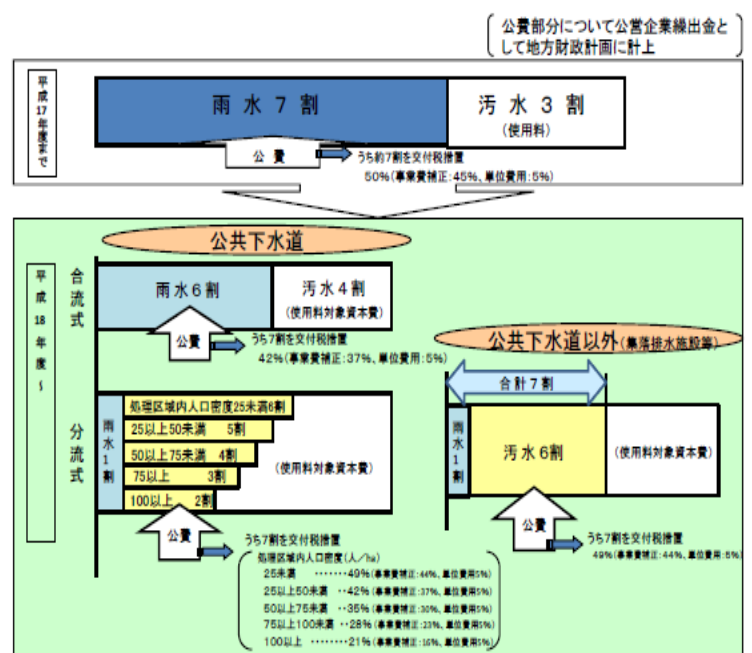 公費部分について公営企業繰出金と
して地方財政計画に計上
平成17年度まで
雨水7割
汚水3割
(使用料)
公費
うち約7割を交付税措置
50%(事業費補正:45%、単位費用:5%)
平成18年度~
公共下水道
合流式
雨水6割
汚水4割
(使用料対象資本費)
公費
うち7割を交付税措置
42%(事業費補正:37%、単位費用:5%)
分流式
雨水1割
処理区域内人口密度25未満6割
25以上50未満 5割
50以上75未満 4割
75以上 3割
100以上 2割
(使用料対象資本費)
公費
うち7割を交付税措置
処理区域内人口密度(人/ha)
25未満 ・・・・・・・49%(事業費補正:44%、単位費用5%)
25以上50未満 ・・42%(事業費補正:37%、単位費用5%)
50以上75未満 ・・35%(事業費補正:30%、単位費用5%)
75以上100未満 ・・28%(事業費補正:23%、単位費用5%)
100以上 ・・・・・・・・21%(事業費補正:16%、単位費用5%)
公共下水道以外(集落排水施設等)
合計7割
雨水1割
汚水6割
(使用料対象資本費)
公費
うち7割を交付税措置
49%(事業費補正:44%、単位費用:5%)